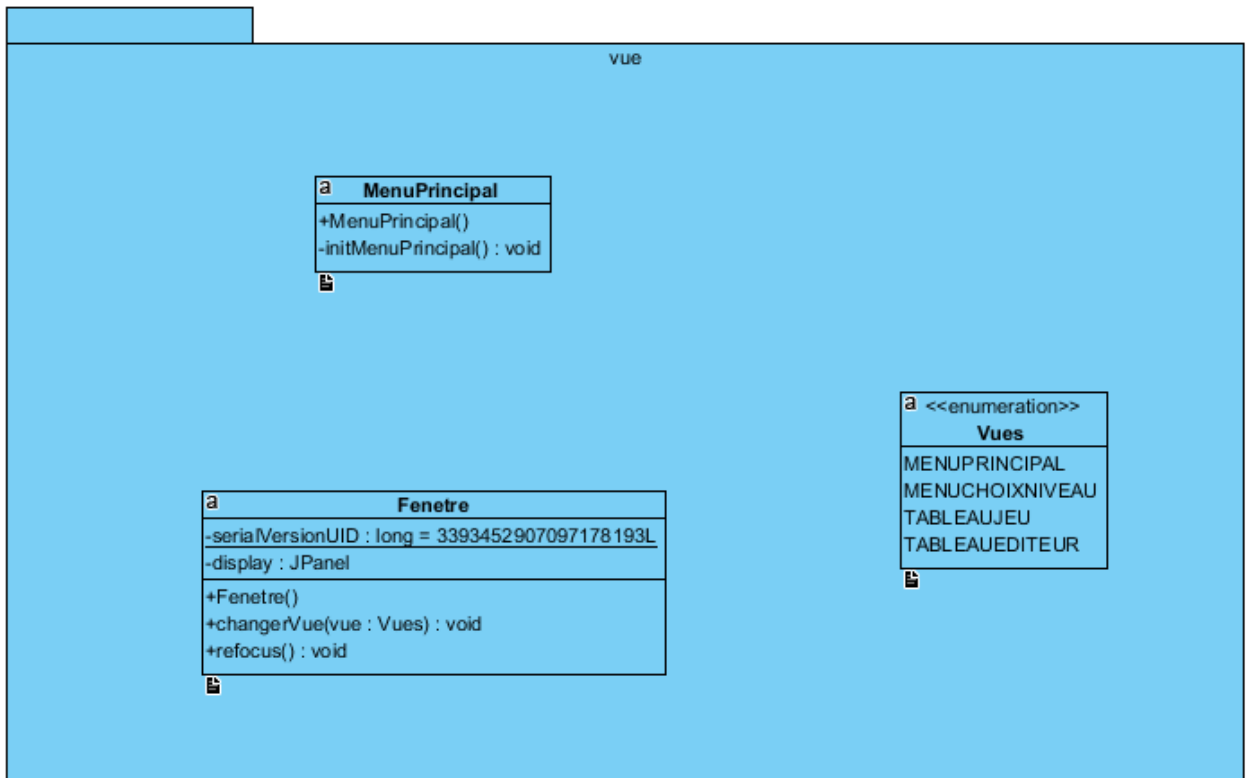 vue
a MenuPrincipal
+MenuPrincipal()
-initMenuPrincipal() : void
a <<enumeration>>
Vues
MENUPRINCIPAL
MENUCHOIXNIVEAU
TABLEAUJEU
TABLEAUEDITEUR
a Fenetre
-serialVersionUID : long = 3393452907097178193L
-display : JPanel
+Fenetre()
+changerVue(vue : Vues) : void
+refocus() : void